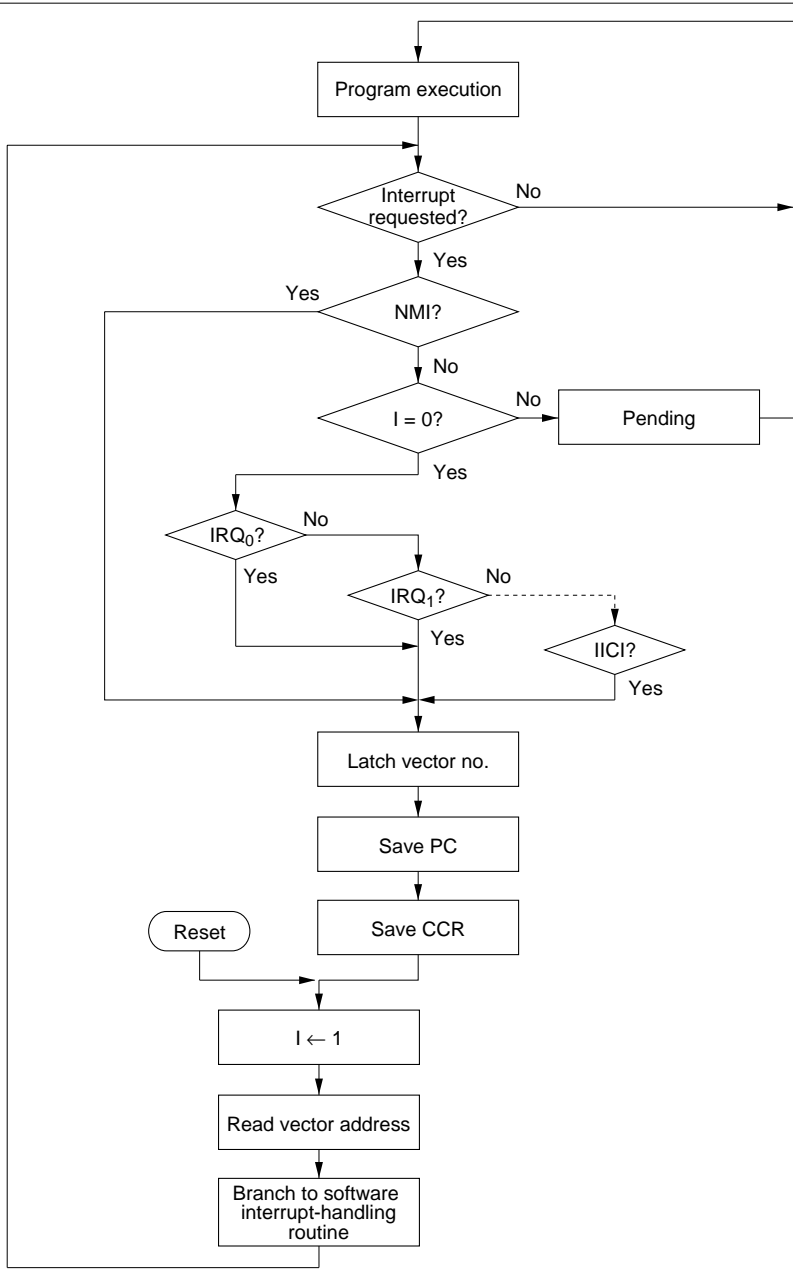 Program execution
Interrupt
requested?
No
Yes
Yes
NMI?
No
I = 0?
No
Pending
Yes
IRQ₀?
No
Yes
IRQ₁?
No
Yes
IICI?
Yes
Latch vector no.
Save PC
Save CCR
Reset
I ← 1
Read vector address
Branch to software
interrupt-handling
routine